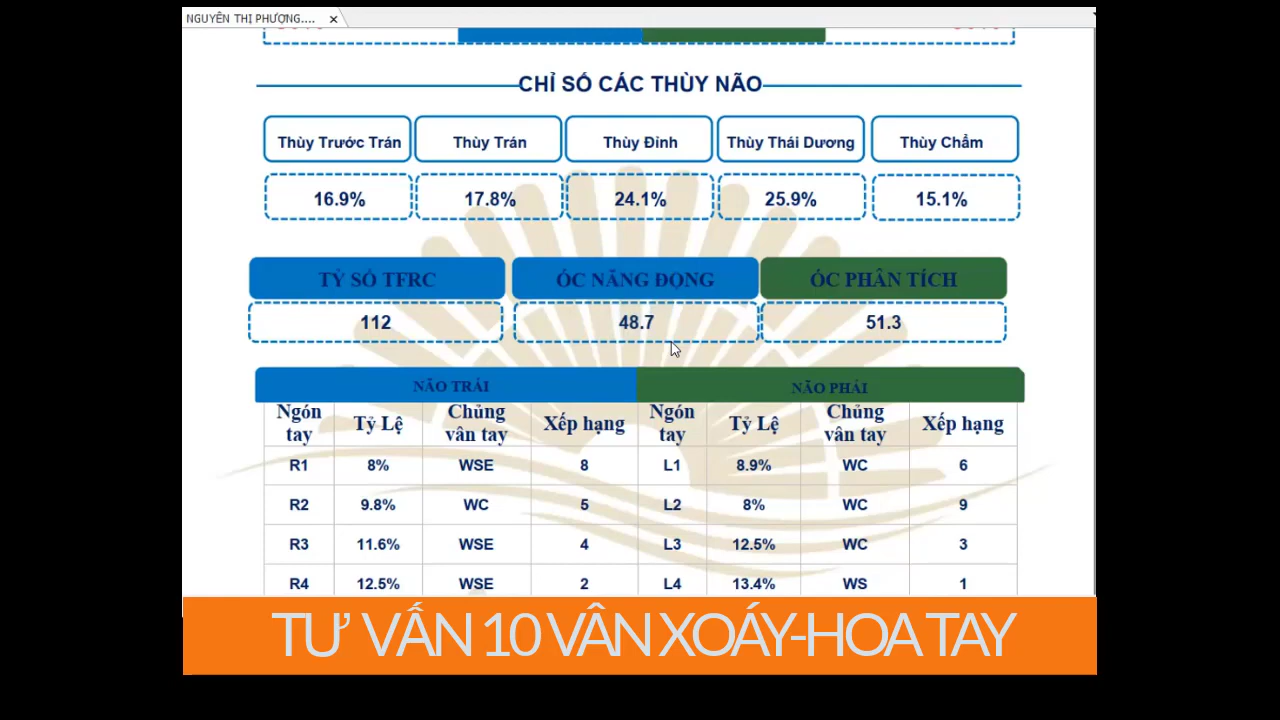 NGUYÊN THỊ PHƯỢNG....
CHỈ SỐ CÁC THÙY NÃO
Thùy Trước Trán Thùy Trán Thùy Đỉnh Thùy Thái Dương Thùy Chẩm
16.9% 17.8% 24.1% 25.9% 15.1%
TỶ SỐ TFRC ÓC NĂNG ĐỘNG ÓC PHÂN TÍCH
112 48.7 51.3
NÃO TRÁI NÃO PHẢI
Ngón tay Tỷ Lệ Chủng vân tay Xếp hạng Ngón tay Tỷ Lệ Chủng vân tay Xếp hạng
R1 8% WSE 8 L1 8.9% WC 6
R2 9.8% WC 5 L2 8% WC 9
R3 11.6% WSE 4 L3 12.5% WC 3
R4 12.5% WSE 2 L4 13.4% WS 1
TƯ VẤN 10 VÂN XOÁY-HOA TAY